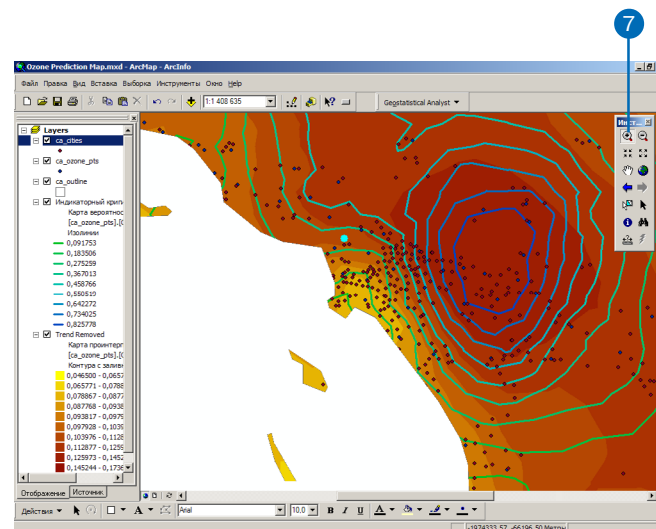 7
Ozone Prediction Map.mxd - ArcMap - ArcInfo
Файл Правка Вид Вставка Выборка Инструменты Окно Help
1:1 408 635
Geostatistical Analyst
Инст...
Layers
ca_cities
ca_ozone_pts
ca_outline
Индикаторный криги
Карта вероятнос
[ca_ozone_pts].[(
Изолинии
0,091753
0,183506
0,275259
0,367013
0,458766
0,550519
0,642272
0,734025
0,825778
Trend Removed
Карта проинтерп
[ca_ozone_pts].[(
Контура с заливк
0,046500 - 0,0657
0,065771 - 0,0788
0,078867 - 0,0877
0,087768 - 0,0938
0,093817 - 0,0979
0,097928 - 0,1039
0,103976 - 0,1128
0,112877 - 0,1259
0,125973 - 0,1452
0,145244 - 0,1736
Отображение Источник
Действия A Arial 10,0 B I U A
-1974333,57 -66196,50 Метры